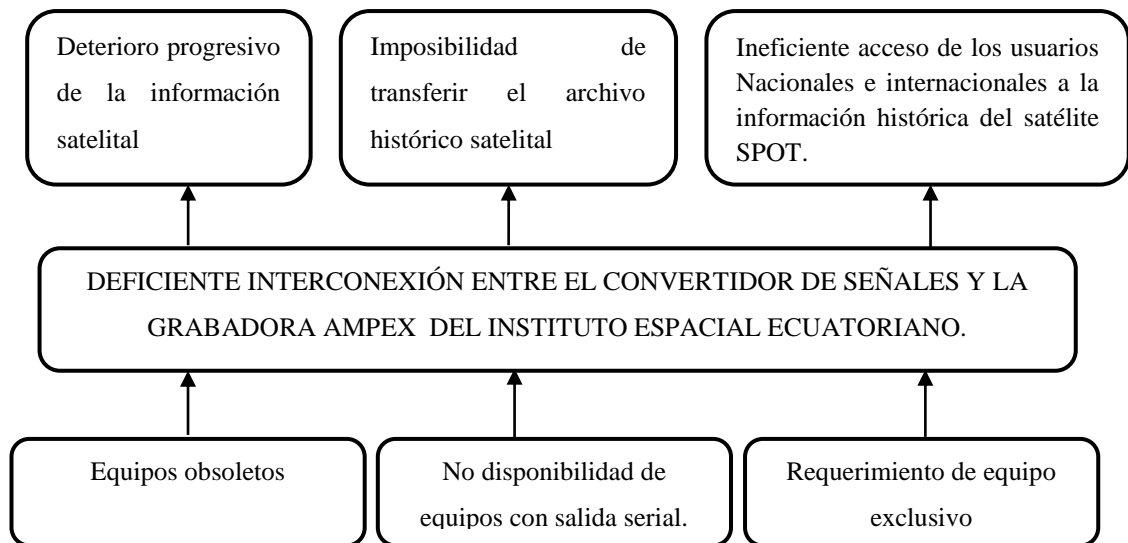 Deterioro progresivo
de la información
satelital
Imposibilidad de
transferir el archivo
histórico satelital
Ineficiente acceso de los usuarios
Nacionales e internacionales a la
información histórica del satélite
SPOT.
DEFICIENTE INTERCONEXIÓN ENTRE EL CONVERTIDOR DE SEÑALES Y LA
GRABADORA AMPEX DEL INSTITUTO ESPACIAL ECUATORIANO.
Equipos obsoletos
No disponibilidad de
equipos con salida serial.
Requerimiento de equipo
exclusivo